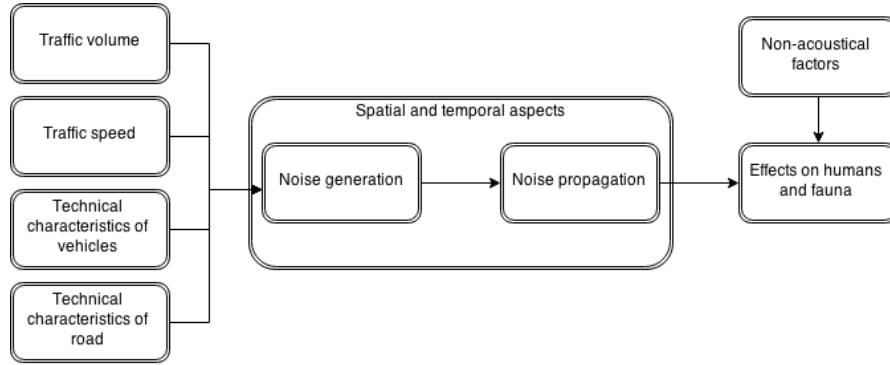 Traffic volume
Traffic speed
Technical
characteristics of
vehicles
Technical
characteristics of
road
Spatial and temporal aspects
Noise generation
Noise propagation
Non-acoustical
factors
Effects on humans
and fauna